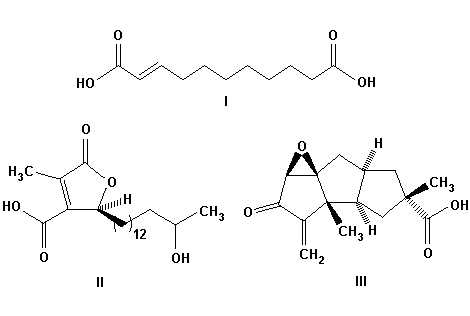 O O
HO OH
I
O
H₃C O
HO H
O ( )₁₂ CH₃
OH
II
O H
O CH₃
CH₃ H OH
CH₂ O
III